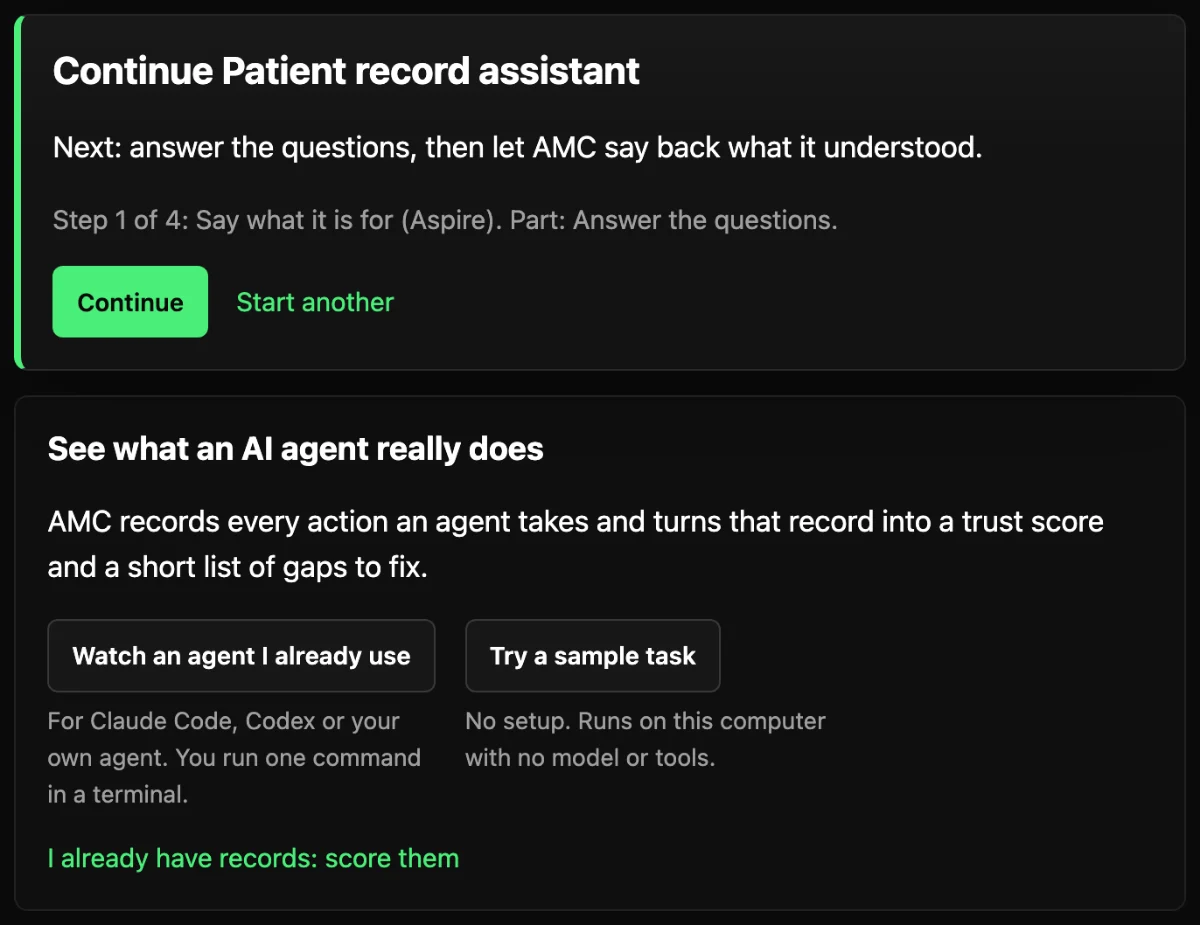 Continue Patient record assistant
Next: answer the questions, then let AMC say back what it understood.
Step 1 of 4: Say what it is for (Aspire). Part: Answer the questions.
Continue
Start another
See what an AI agent really does
AMC records every action an agent takes and turns that record into a trust score
and a short list of gaps to fix.
Watch an agent I already use
For Claude Code, Codex or your
own agent. You run one command
in a terminal.
Try a sample task
No setup. Runs on this computer
with no model or tools.
I already have records: score them